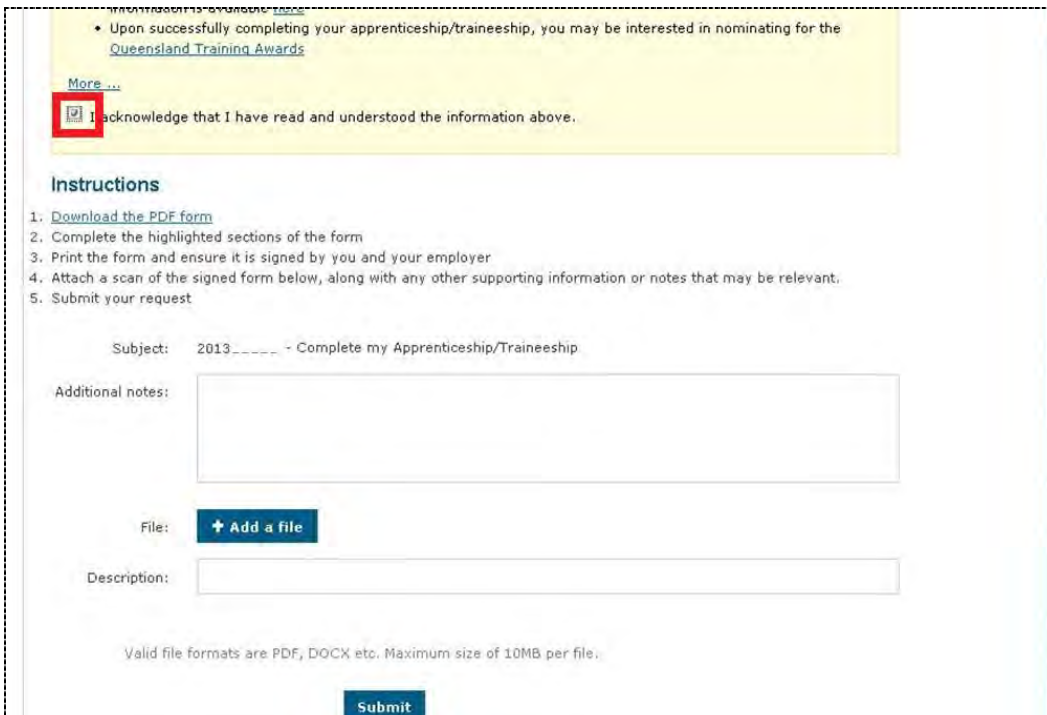 information is available here
• Upon successfully completing your apprenticeship/traineeship, you may be interested in nominating for the
Queensland Training Awards
More ...
I acknowledge that I have read and understood the information above.
Instructions
1. Download the PDF form
2. Complete the highlighted sections of the form
3. Print the form and ensure it is signed by you and your employer
4. Attach a scan of the signed form below, along with any other supporting information or notes that may be relevant.
5. Submit your request
Subject: 2013_____ - Complete my Apprenticeship/Traineeship
Additional notes:
File: + Add a file
Description:
Valid file formats are PDF, DOCX etc. Maximum size of 10MB per file.
Submit